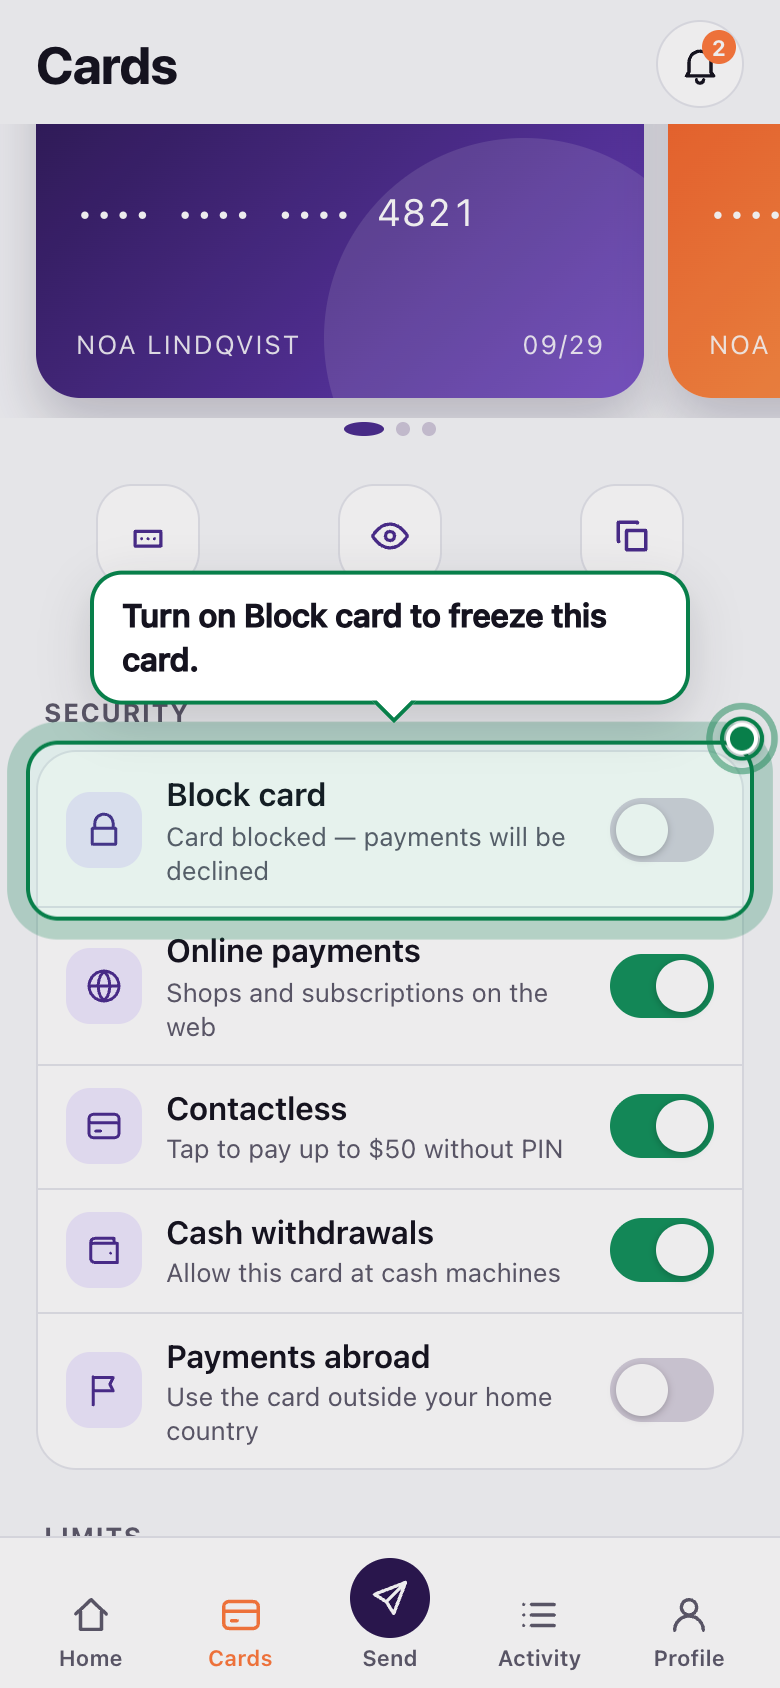 Cards
2
•••• •••• •••• 4821
••••
NOA LINDQVIST
09/29
NOA
Turn on Block card to freeze this
card.
SECURITY
Block card
Card blocked — payments will be
declined
Online payments
Shops and subscriptions on the
web
Contactless
Tap to pay up to $50 without PIN
Cash withdrawals
Allow this card at cash machines
Payments abroad
Use the card outside your home
country
LIMITS
Home
Cards
Send
Activity
Profile